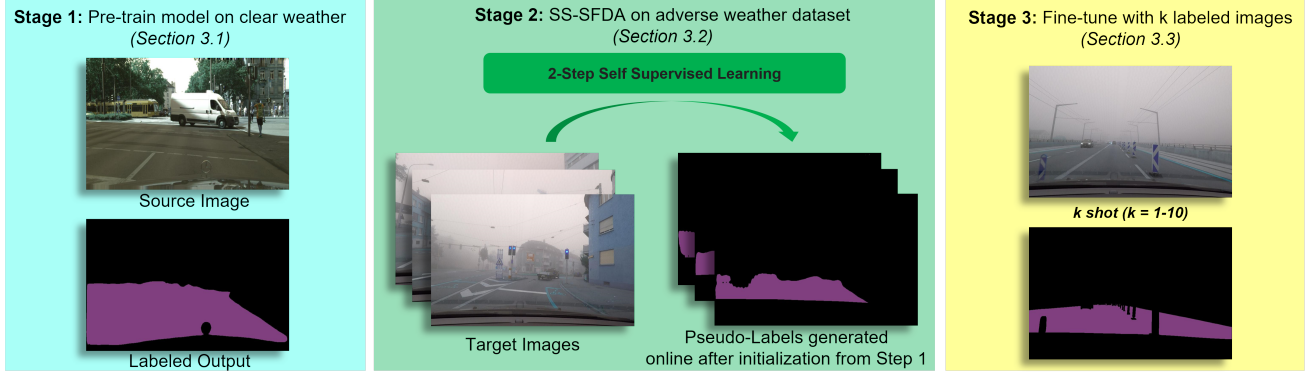 Stage 1: Pre-train model on clear weather
(Section 3.1)
Source Image
Labeled Output
Stage 2: SS-SFDA on adverse weather dataset
(Section 3.2)
2-Step Self Supervised Learning
Target Images
Pseudo-Labels generated
online after initialization from Step 1
Stage 3: Fine-tune with k labeled images
(Section 3.3)
k shot (k = 1-10)